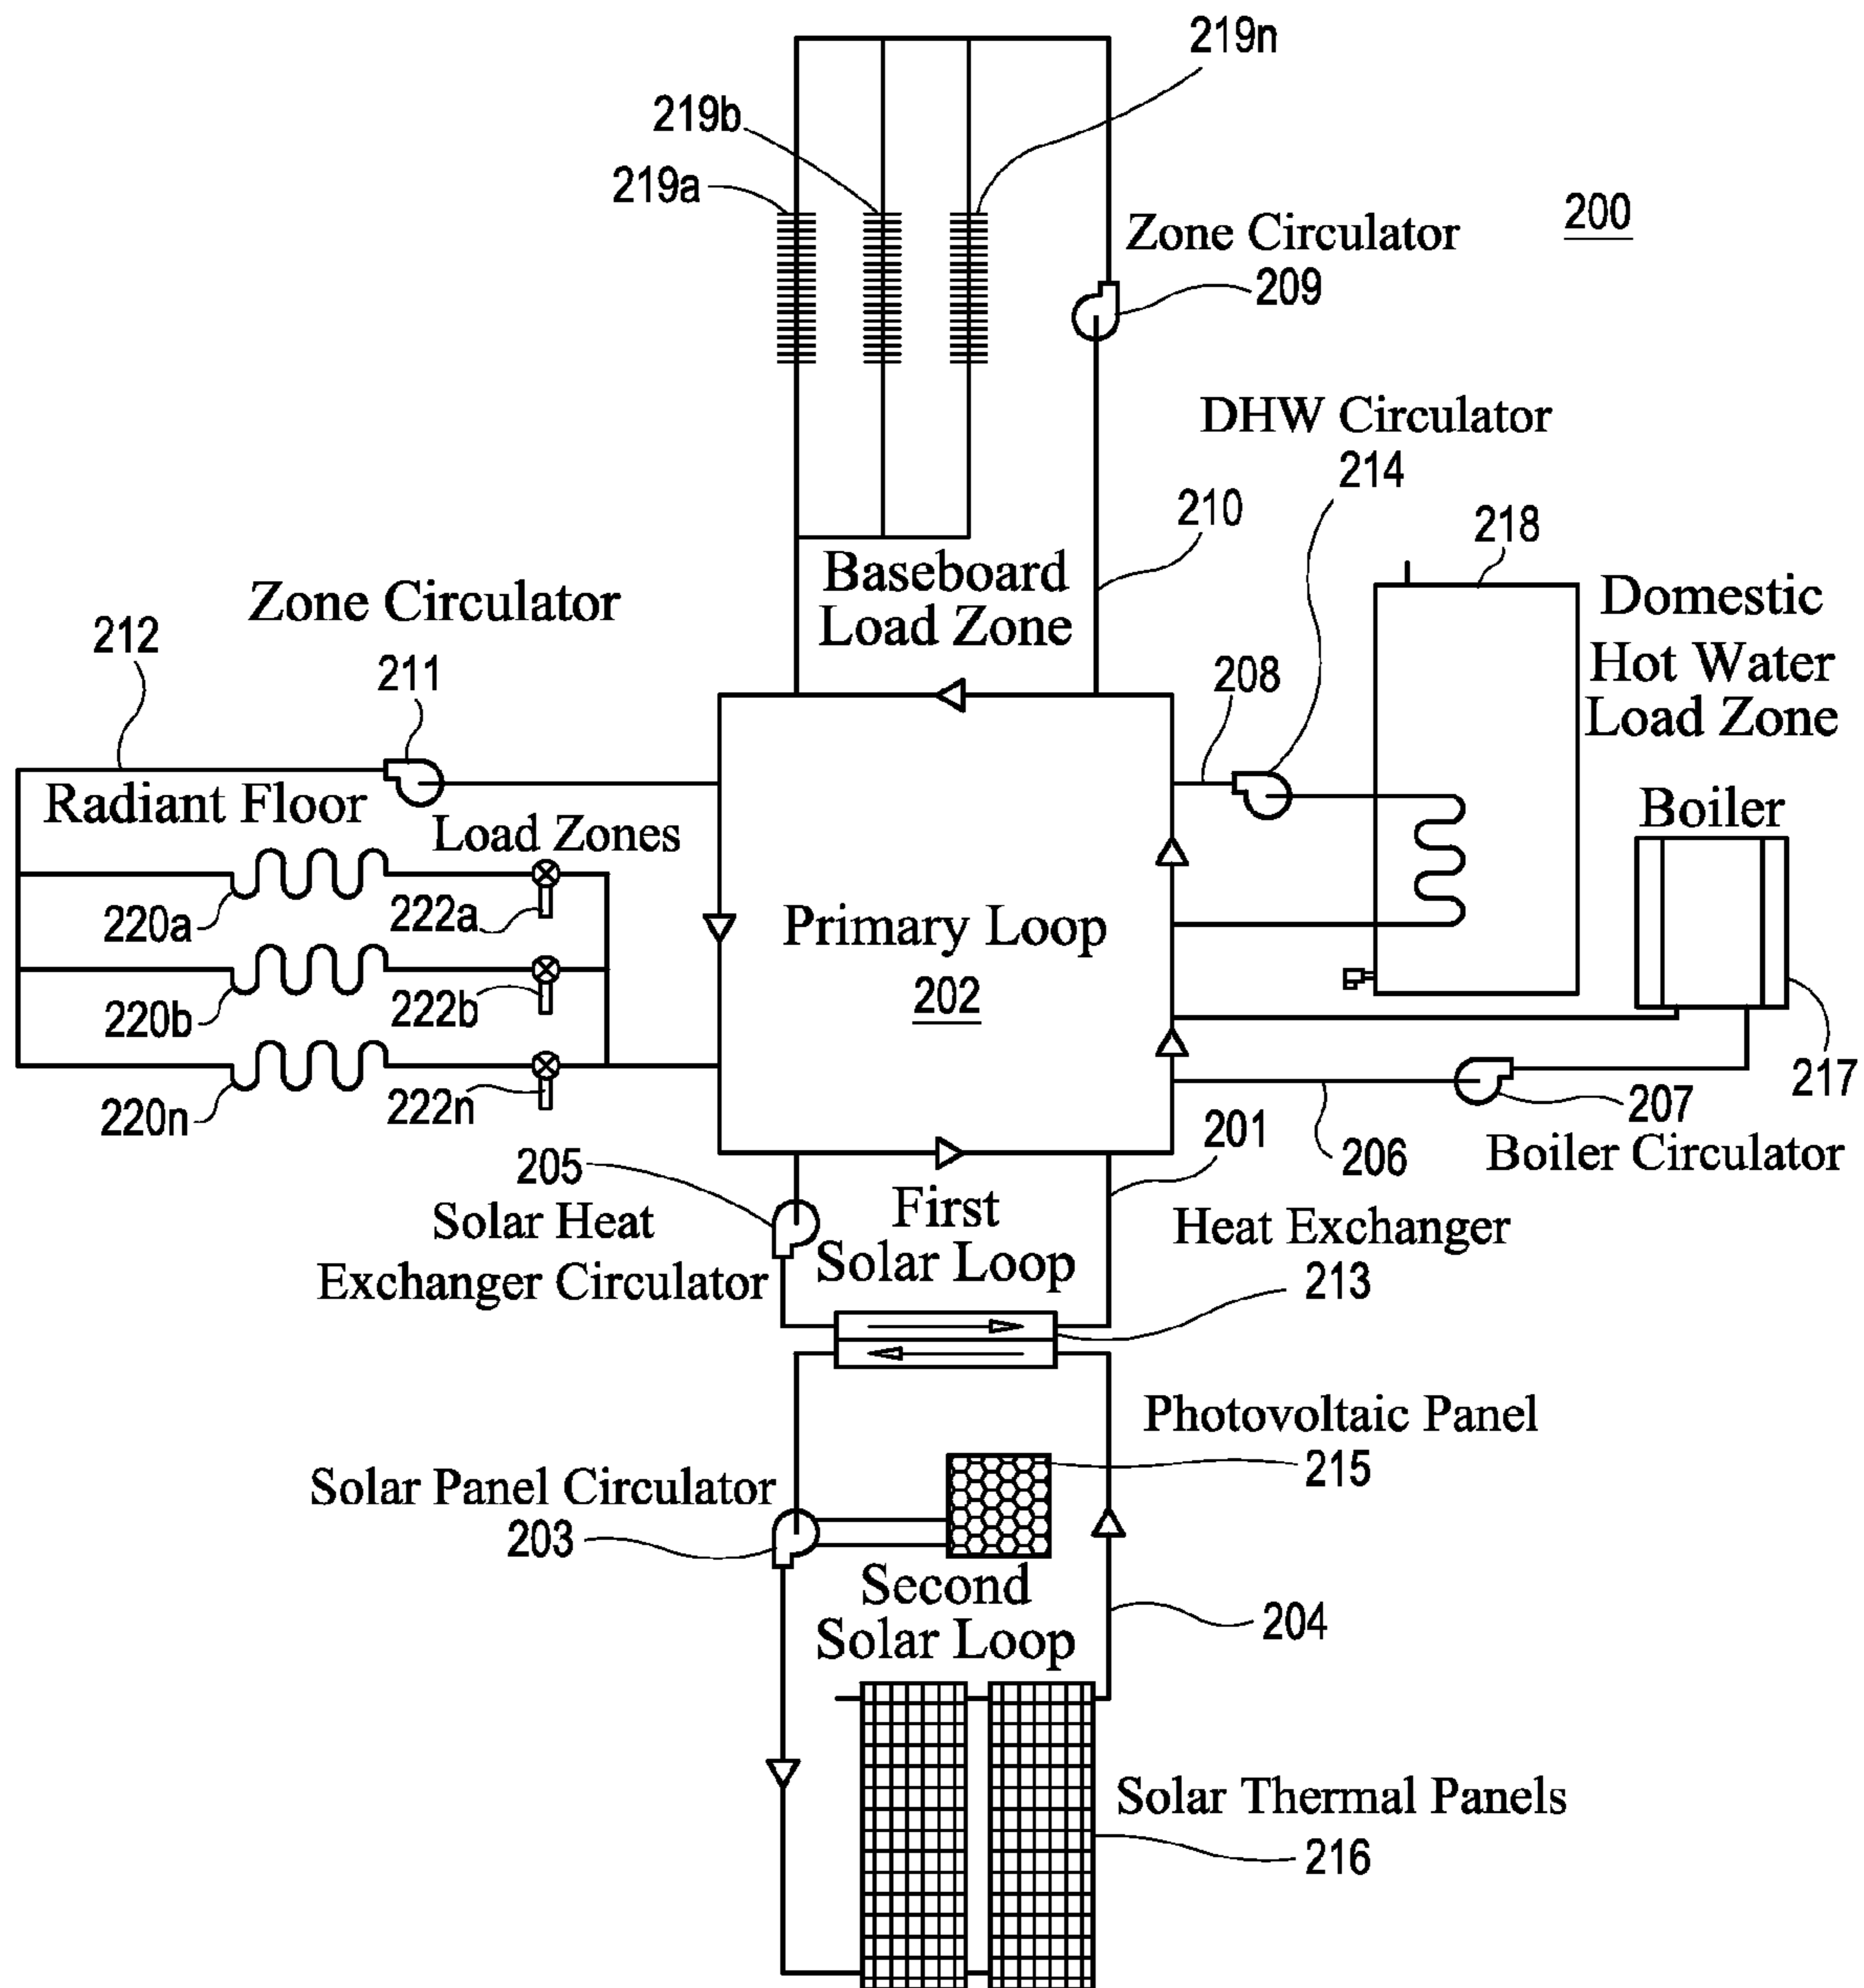 219n
219b
219a
200
Zone Circulator
209
DHW Circulator
214
210
218
Baseboard
Load Zone
Domestic
Hot Water
Load Zone
Zone Circulator
212
211
208
Radiant Floor
Load Zones
Boiler
220a
222a
Primary Loop
202
220b
222b
220n
222n
217
207
Boiler Circulator
206
201
205
Solar Heat
Exchanger Circulator
First
Solar Loop
Heat Exchanger
213
Photovoltaic Panel
215
Solar Panel Circulator
203
Second
Solar Loop
204
Solar Thermal Panels
216